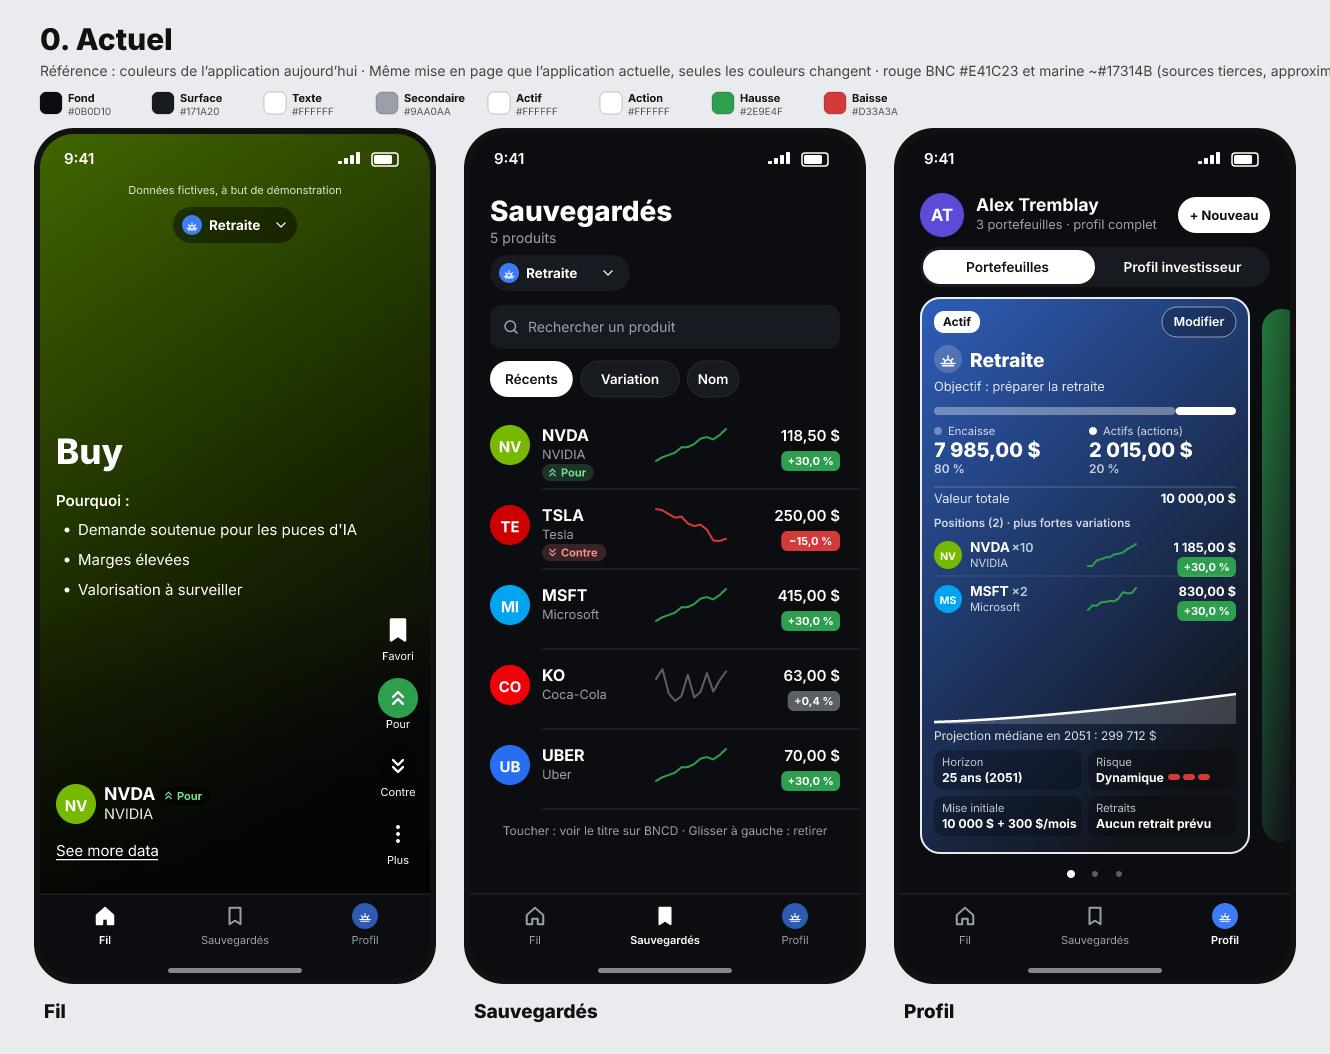 0. Actuel
Référence : couleurs de l'application aujourd'hui · Même mise en page que l'application actuelle, seules les couleurs changent · rouge BNC #E41C23 et marine ~#17314B (sources tierces,
Fond
#0B0D10
Surface
#171A20
Texte
#FFFFFF
Secondaire
#9AA0AA
Actif
#FFFFFF
Action
#FFFFFF
Hausse
#2E9E4F
Baisse
#D33A3A
9:41
Données fictives, à but de démonstration
Retraite
Buy
Pourquoi :
• Demande soutenue pour les puces d'IA
• Marges élevées
• Valorisation à surveiller
Favori
Pour
Contre
Plus
NV
NVDA Pour
NVIDIA
See more data
Fil
Sauvegardés
Profil
Fil
9:41
Sauvegardés
5 produits
Retraite
Rechercher un produit
Récents Variation Nom
NV NVDA 118,50 $
NVIDIA +30,0 %
Pour
TE TSLA 250,00 $
Tesla −15,0 %
Contre
MI MSFT 415,00 $
Microsoft +30,0 %
CO KO 63,00 $
Coca-Cola +0,4 %
UB UBER 70,00 $
Uber +30,0 %
Toucher : voir le titre sur BNCD · Glisser à gauche : retirer
Fil
Sauvegardés
Profil
Sauvegardés
9:41
AT Alex Tremblay
3 portefeuilles · profil complet
+ Nouveau
Portefeuilles Profil investisseur
Actif Modifier
Retraite
Objectif : préparer la retraite
Encaisse Actifs (actions)
7 985,00 $ 2 015,00 $
80 % 20 %
Valeur totale 10 000,00 $
Positions (2) · plus fortes variations
NV NVDA ×10 1 185,00 $
NVIDIA +30,0 %
MS MSFT ×2 830,00 $
Microsoft +30,0 %
Projection médiane en 2051 : 299 712 $
Horizon
25 ans (2051)
Risque
Dynamique
Mise initiale
10 000 $ + 300 $/mois
Retraits
Aucun retrait prévu
Fil
Sauvegardés
Profil
Profil